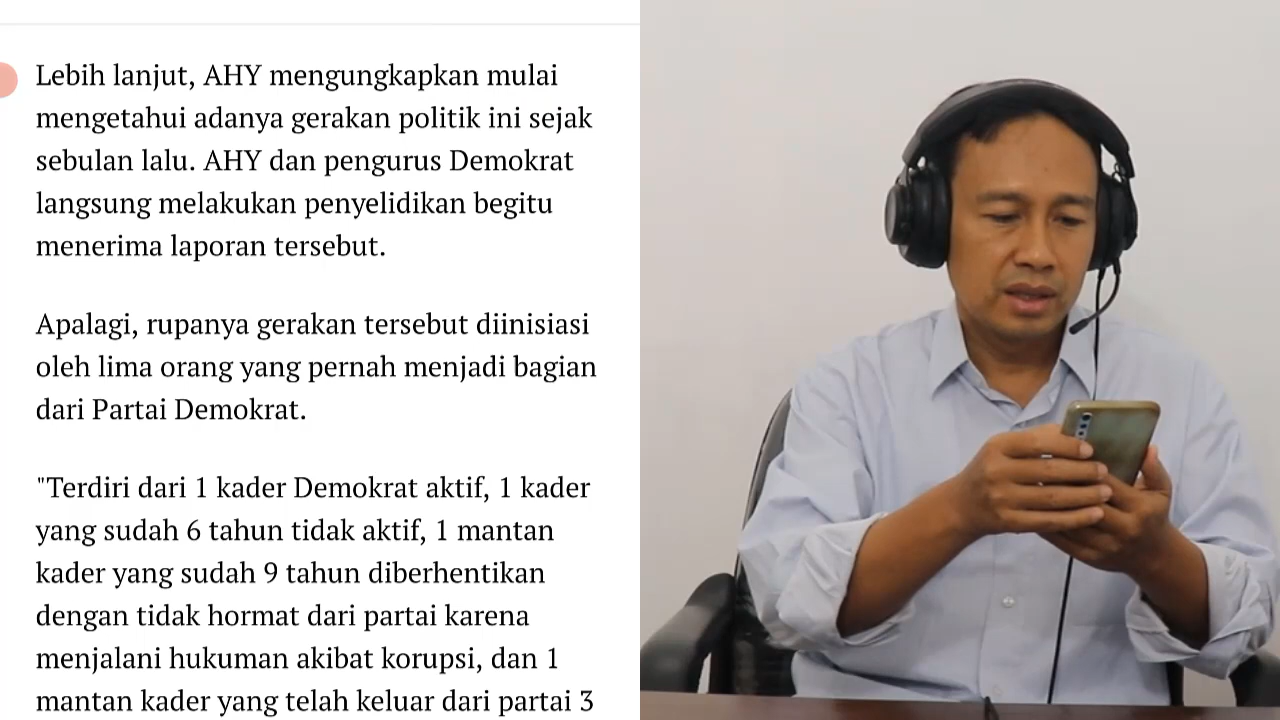 Lebih lanjut, AHY mengungkapkan mulai
mengetahui adanya gerakan politik ini sejak
sebulan lalu. AHY dan pengurus Demokrat
langsung melakukan penyelidikan begitu
menerima laporan tersebut.
Apalagi, rupanya gerakan tersebut diinisiasi
oleh lima orang yang pernah menjadi bagian
dari Partai Demokrat.
"Terdiri dari 1 kader Demokrat aktif, 1 kader
yang sudah 6 tahun tidak aktif, 1 mantan
kader yang sudah 9 tahun diberhentikan
dengan tidak hormat dari partai karena
menjalani hukuman akibat korupsi, dan 1
mantan kader yang telah keluar dari partai 3